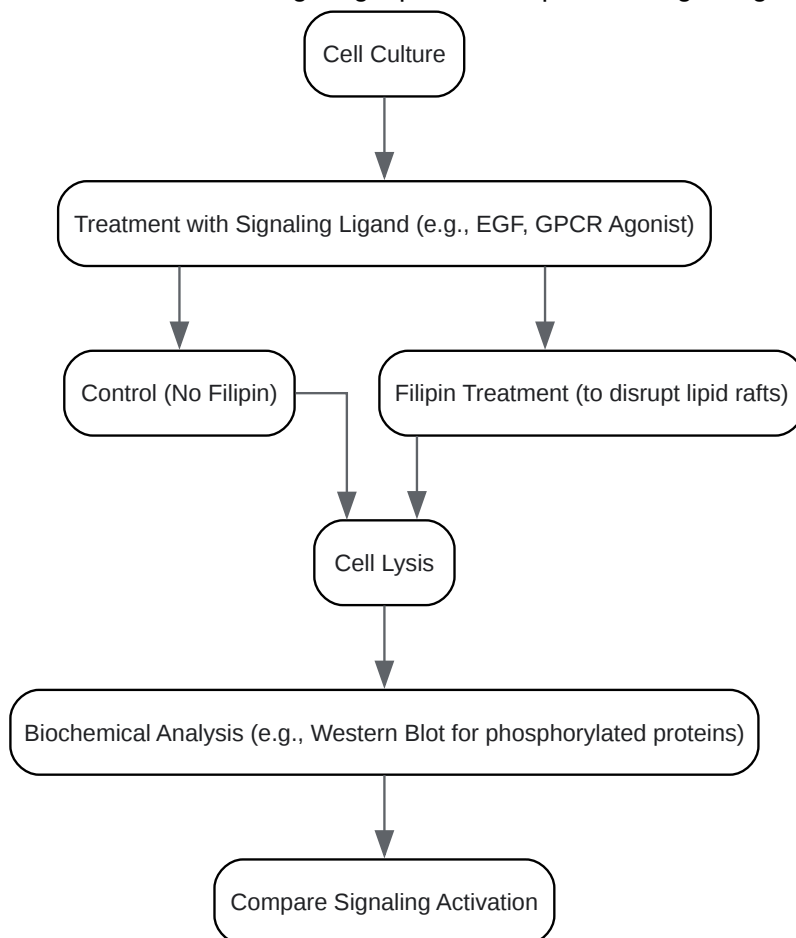 Cell Culture
Treatment with Signaling Ligand (e.g., EGF, GPCR Agonist)
Control (No Filipin)
Filipin Treatment (to disrupt lipid rafts)
Cell Lysis
Biochemical Analysis (e.g., Western Blot for phosphorylated proteins)
Compare Signaling Activation